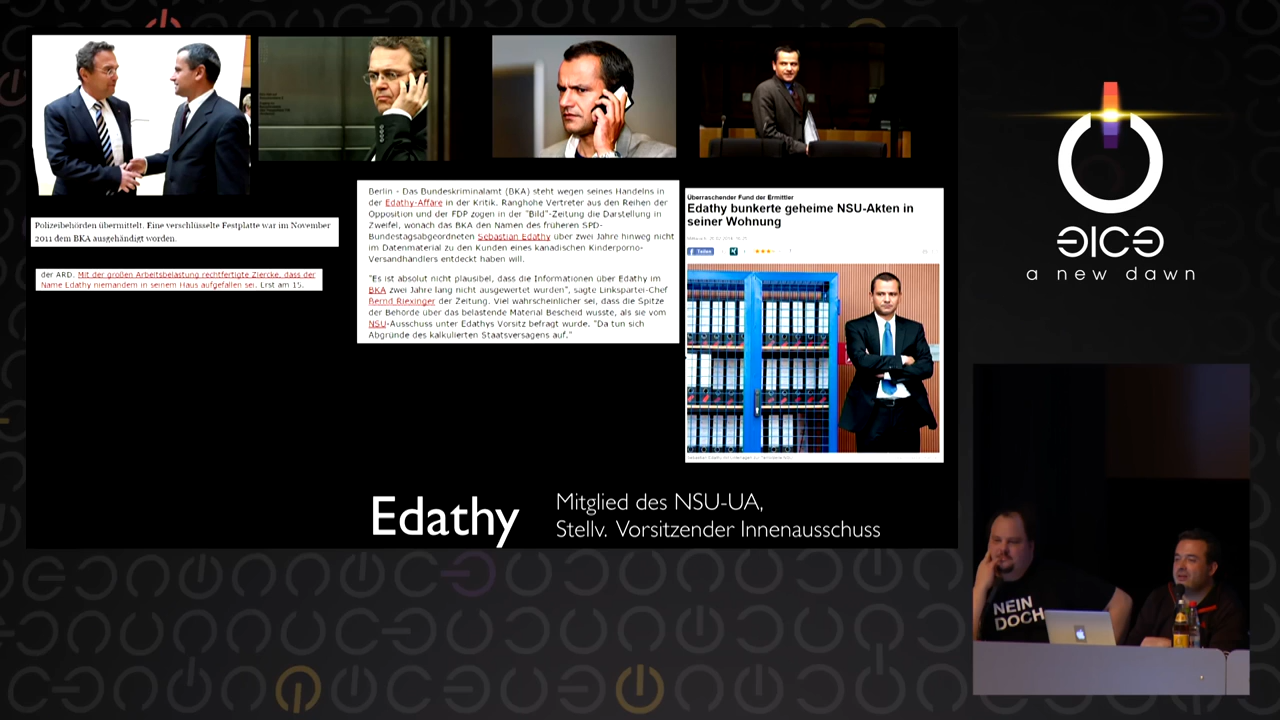 Polizeibehörden übermittelt. Eine verschlüsselte Festplatte war im November
2011 dem BKA ausgehändigt worden.
der ARD. Mit der großen Arbeitsbelastung rechtfertigte Ziercke, dass der
Name Edathy niemandem in seinem Haus aufgefallen sei. Erst am 15.
Berlin - Das Bundeskriminalamt (BKA) steht wegen seines Handelns in
der Edathy-Affäre in der Kritik. Ranghohe Vertreter aus den Reihen der
Opposition und der FDP zogen in der "Bild"-Zeitung die Darstellung in
Zweifel, wonach das BKA den Namen des früheren SPD-
Bundestagsabgeordneten Sebastian Edathy über zwei Jahre hinweg nicht
im Datenmaterial zu den Kunden eines kanadischen Kinderporno-
Versandhändlers entdeckt haben will.
"Es ist absolut nicht plausibel, dass die Informationen über Edathy im
BKA zwei Jahre lang nicht ausgewertet wurden", sagte Linkspartei-Chef
Bernd Riexinger der Zeitung. Viel wahrscheinlicher sei, dass die Spitze
der Behörde über das belastende Material Bescheid wusste, als sie vom
NSU-Ausschuss unter Edathys Vorsitz befragt wurde. "Da tun sich
Abgründe des kalkulierten Staatsversagens auf."
Überraschender Fund der Ermittler
Edathy bunkerte geheime NSU-Akten in
seiner Wohnung
Teilen
Edathy
Mitglied des NSU-UA,
Stellv. Vorsitzender Innenausschuss
a new dawn
NEIN
DOCH